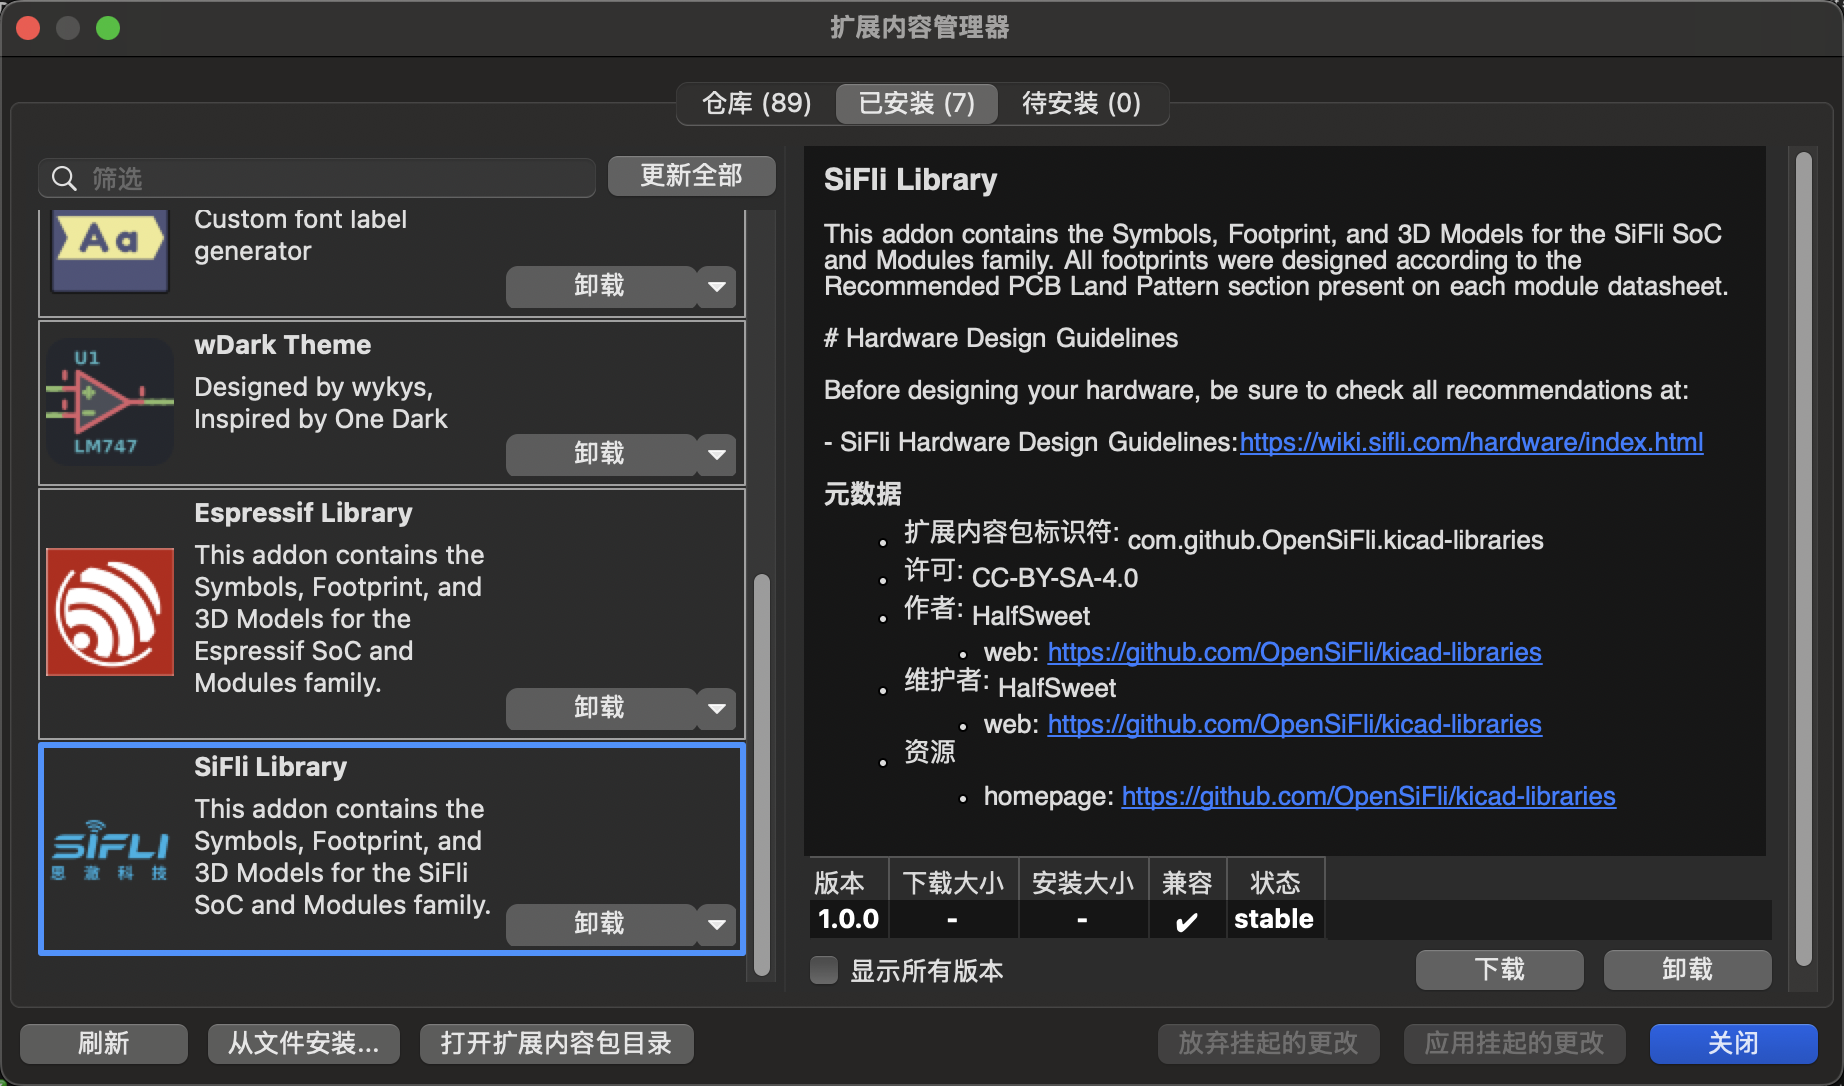 扩展内容管理器
仓库 (89)
已安装 (7)
待安装 (0)
筛选
更新全部
Aa
Custom font label
generator
卸载
U1
LM747
wDark Theme
Designed by wykys,
Inspired by One Dark
卸载
Espressif Library
This addon contains the
Symbols, Footprint, and
3D Models for the
Espressif SoC and
Modules family.
卸载
SIFLI
思澈科技
SiFli Library
This addon contains the
Symbols, Footprint, and
3D Models for the SiFli
SoC and Modules family.
卸载
SiFli Library
This addon contains the Symbols, Footprint, and 3D Models for the SiFli SoC
and Modules family. All footprints were designed according to the
Recommended PCB Land Pattern section present on each module datasheet.
# Hardware Design Guidelines
Before designing your hardware, be sure to check all recommendations at:
- SiFli Hardware Design Guidelines:https://wiki.sifli.com/hardware/index.html
元数据
• 扩展内容包标识符: com.github.OpenSiFli.kicad-libraries
• 许可: CC-BY-SA-4.0
• 作者: HalfSweet
• web: https://github.com/OpenSiFli/kicad-libraries
• 维护者: HalfSweet
• web: https://github.com/OpenSiFli/kicad-libraries
• 资源
• homepage: https://github.com/OpenSiFli/kicad-libraries
版本 下载大小 安装大小 兼容 状态
1.0.0 - - ✔ stable
显示所有版本
下载
卸载
刷新
从文件安装...
打开扩展内容包目录
放弃挂起的更改
应用挂起的更改
关闭